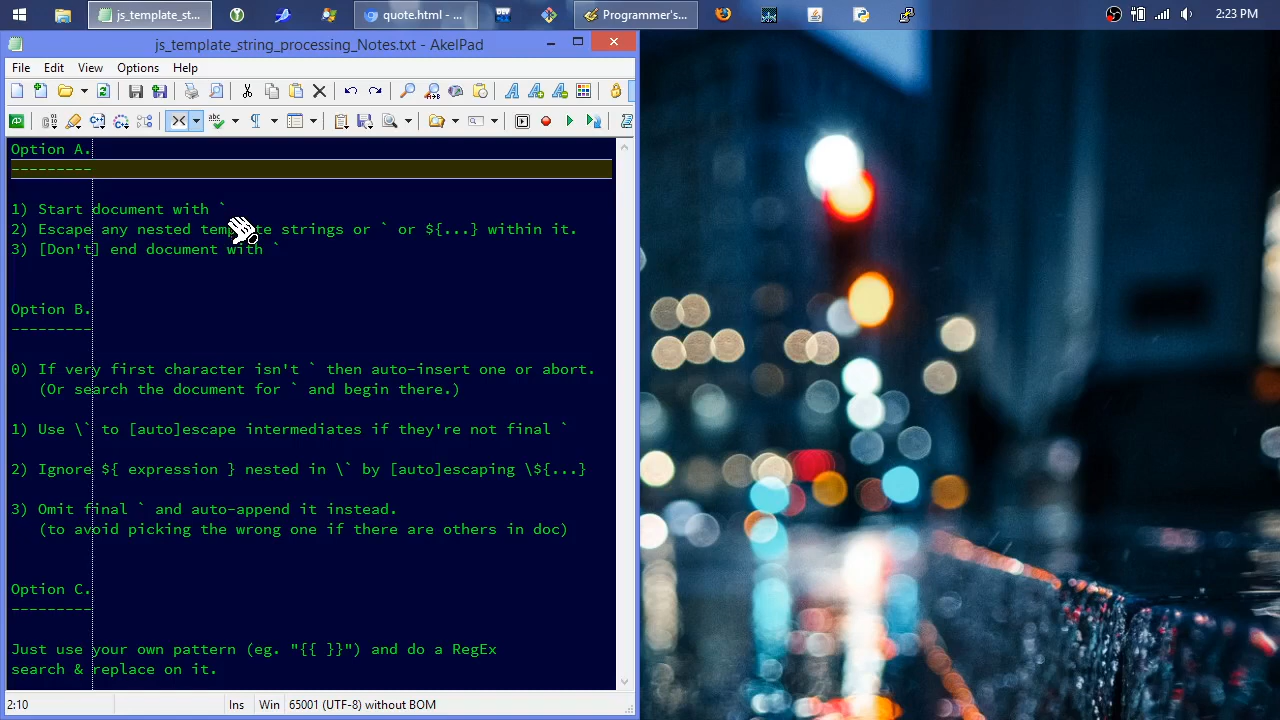 js_template_st...
quote.html - ...
DEV
Programmer's...
2:23 PM
js_template_string_processing_Notes.txt - AkelPad
File Edit View Options Help
Option A.
---------
1) Start document with `
2) Escape any nested template strings or ` or ${...} within it.
3) [Don't] end document with `
Option B.
---------
0) If very first character isn't ` then auto-insert one or abort.
(Or search the document for ` and begin there.)
1) Use \` to [auto]escape intermediates if they're not final `
2) Ignore ${ expression } nested in \` by [auto]escaping \${...}
3) Omit final ` and auto-append it instead.
(to avoid picking the wrong one if there are others in doc)
Option C.
---------
Just use your own pattern (eg. "{{ }}") and do a RegEx
search & replace on it.
2:10 Ins Win 65001 (UTF-8) without BOM